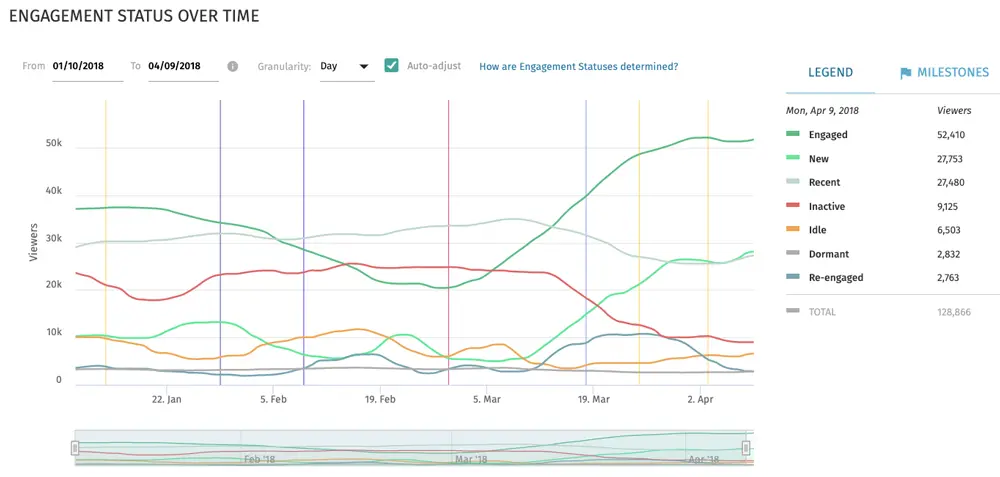 ENGAGEMENT STATUS OVER TIME
From 01/10/2018 To 04/09/2018 Granularity: Day Auto-adjust How are Engagement Statuses determined?
LEGEND MILESTONES
Mon, Apr 9, 2018 Viewers
Engaged 52,410
New 27,753
Recent 27,480
Inactive 9,125
Idle 6,503
Dormant 2,832
Re-engaged 2,763
TOTAL 128,866
Viewers
50k
40k
30k
20k
10k
0
22. Jan 5. Feb 19. Feb 5. Mar 19. Mar 2. Apr
Feb '18 Mar '18 Apr '18